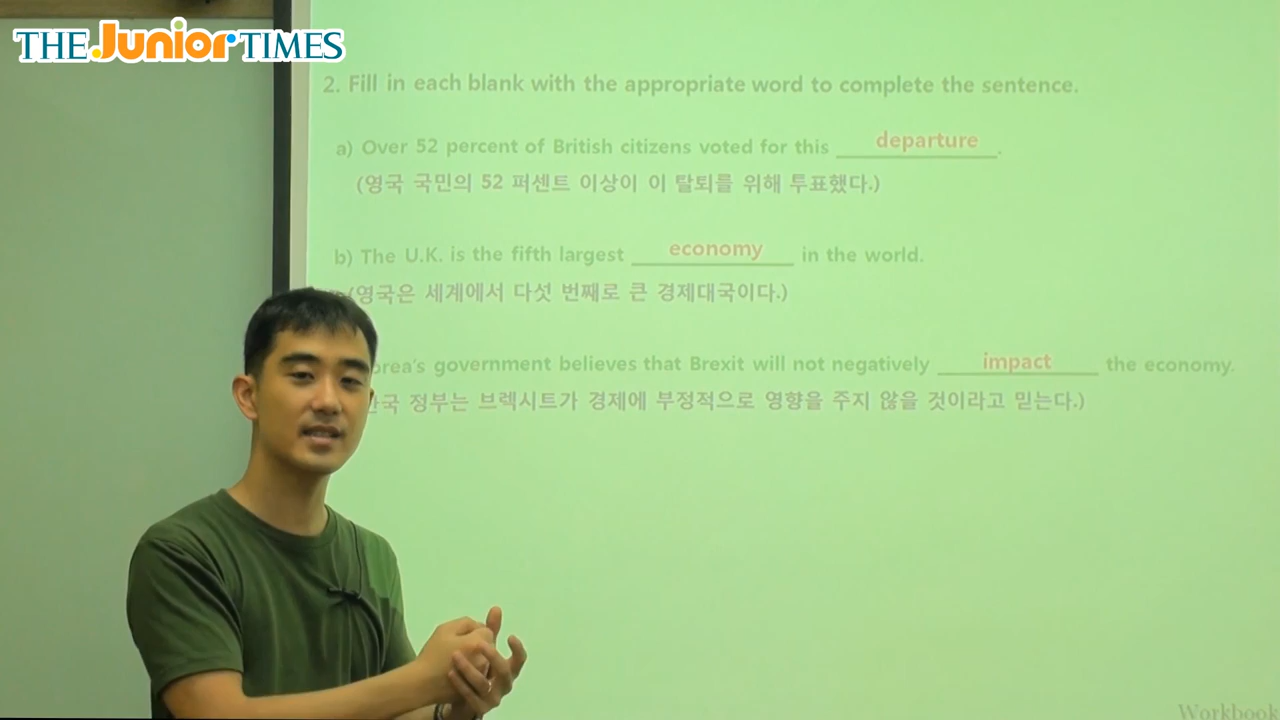 THE Junior TIMES
2. Fill in each blank with the appropriate word to complete the sentence.
a) Over 52 percent of British citizens voted for this departure.
(영국 국민의 52 퍼센트 이상이 이 탈퇴를 위해 투표했다.)
b) The U.K. is the fifth largest economy in the world.
(영국은 세계에서 다섯 번째로 큰 경제대국이다.)
orea's government believes that Brexit will not negatively impact the economy.
한국 정부는 브렉시트가 경제에 부정적으로 영향을 주지 않을 것이라고 믿는다.)
Workbook